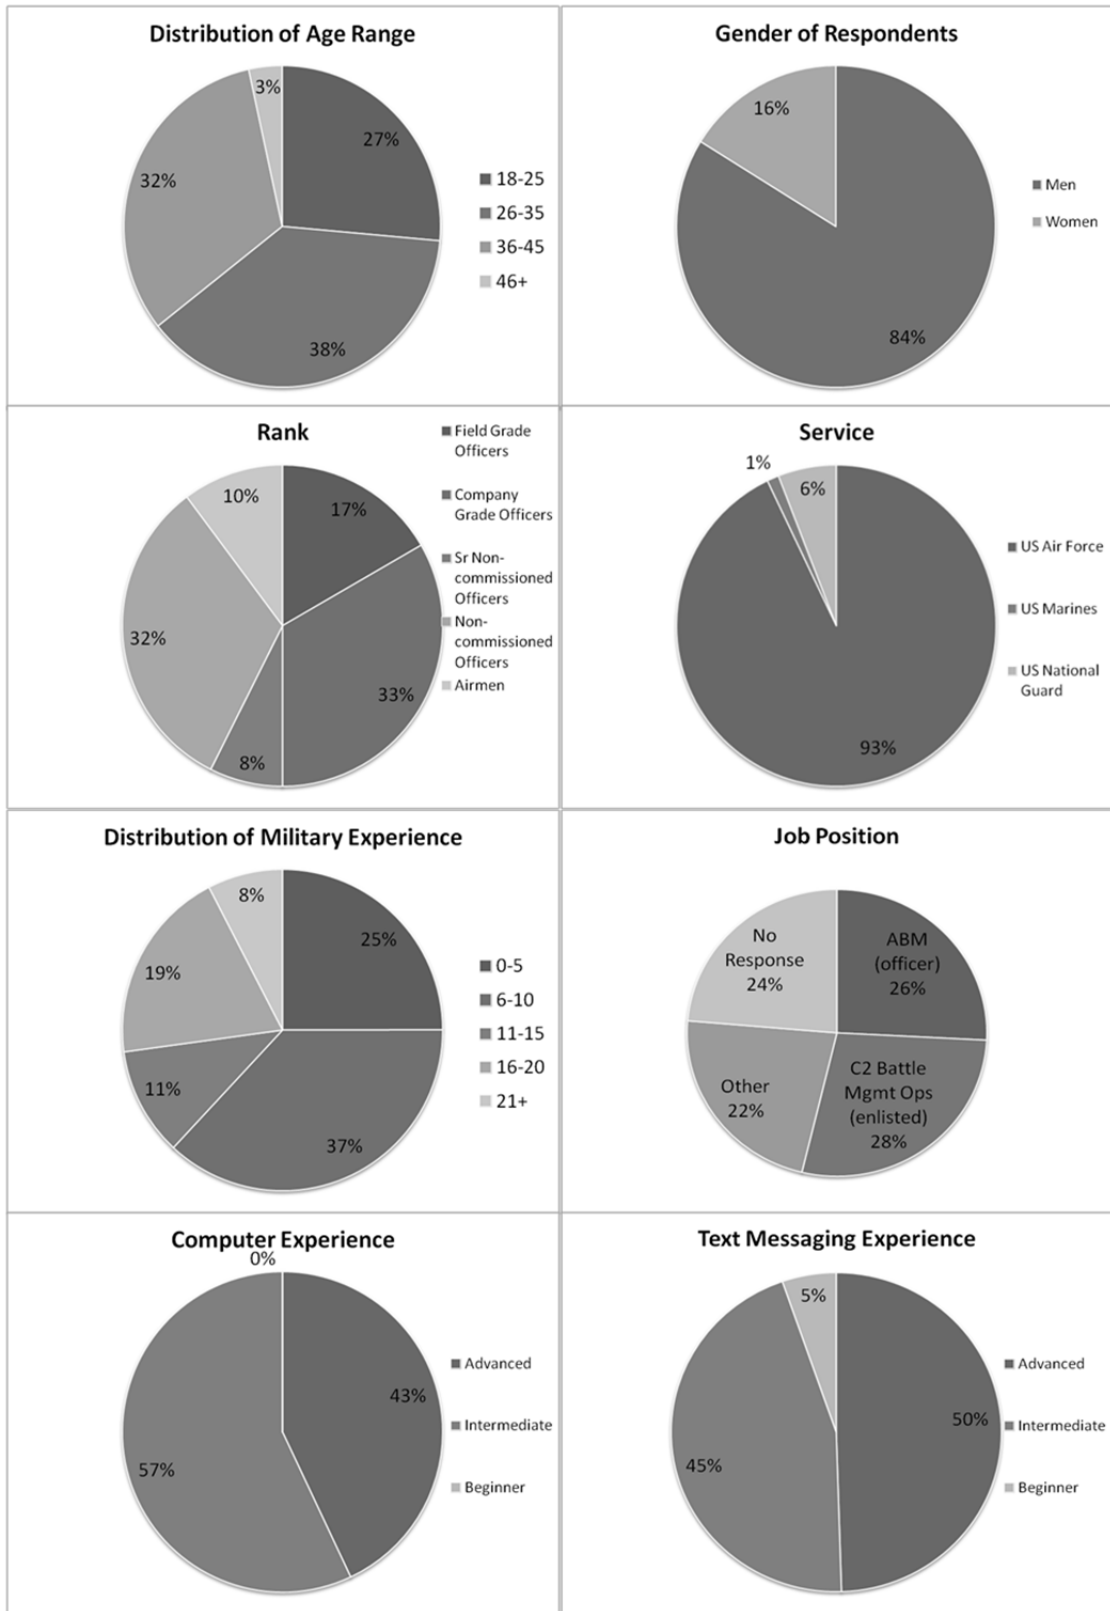 Distribution of Age Range
3%
27%
32%
38%
18-25
26-35
36-45
46+
Gender of Respondents
16%
84%
Men
Women
Rank
10%
17%
32%
33%
8%
Field Grade
Officers
Company
Grade Officers
Sr Non-
commissioned
Officers
Non-
commissioned
Officers
Airmen
Service
1%
6%
93%
US Air Force
US Marines
US National
Guard
Distribution of Military Experience
8%
25%
19%
11%
37%
0-5
6-10
11-15
16-20
21+
Job Position
No
Response
24%
ABM
(officer)
26%
Other
22%
C2 Battle
Mgmt Ops
(enlisted)
28%
Computer Experience
0%
43%
57%
Advanced
Intermediate
Beginner
Text Messaging Experience
5%
50%
45%
Advanced
Intermediate
Beginner